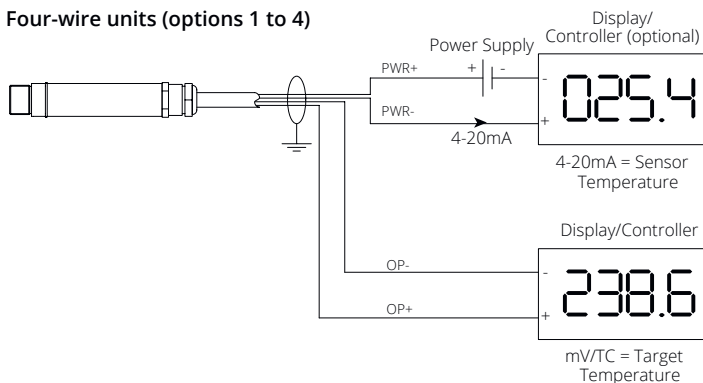 Four-wire units (options 1 to 4)
Display/
Controller (optional)
Power Supply
PWR+
+ -
-
025.4
PWR-
+
4-20mA
4-20mA = Sensor
Temperature
Display/Controller
OP-
-
238.6
OP+
+
mV/TC = Target
Temperature